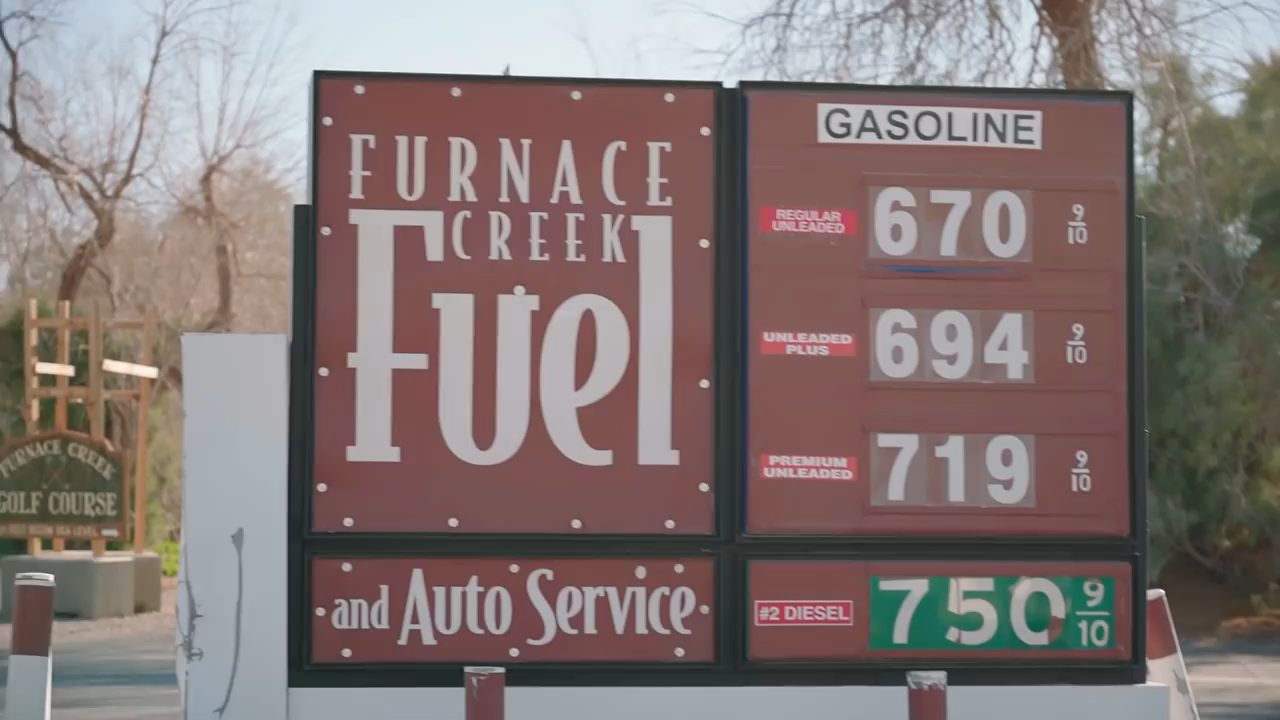 FURNACE
CREEK
Fuel
and Auto Service
GASOLINE
REGULAR
UNLEADED
670 9/10
UNLEADED
PLUS
694 9/10
PREMIUM
UNLEADED
719 9/10
#2 DIESEL
750 9/10
FURNACE CREEK
GOLF COURSE